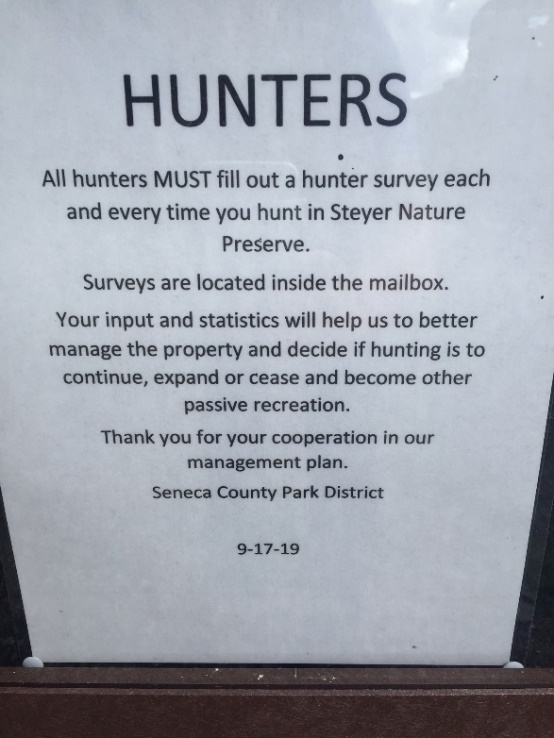 HUNTERS
All hunters MUST fill out a hunter survey each
and every time you hunt in Steyer Nature
Preserve.
Surveys are located inside the mailbox.
Your input and statistics will help us to better
manage the property and decide if hunting is to
continue, expand or cease and become other
passive recreation.
Thank you for your cooperation in our
management plan.
Seneca County Park District
9-17-19